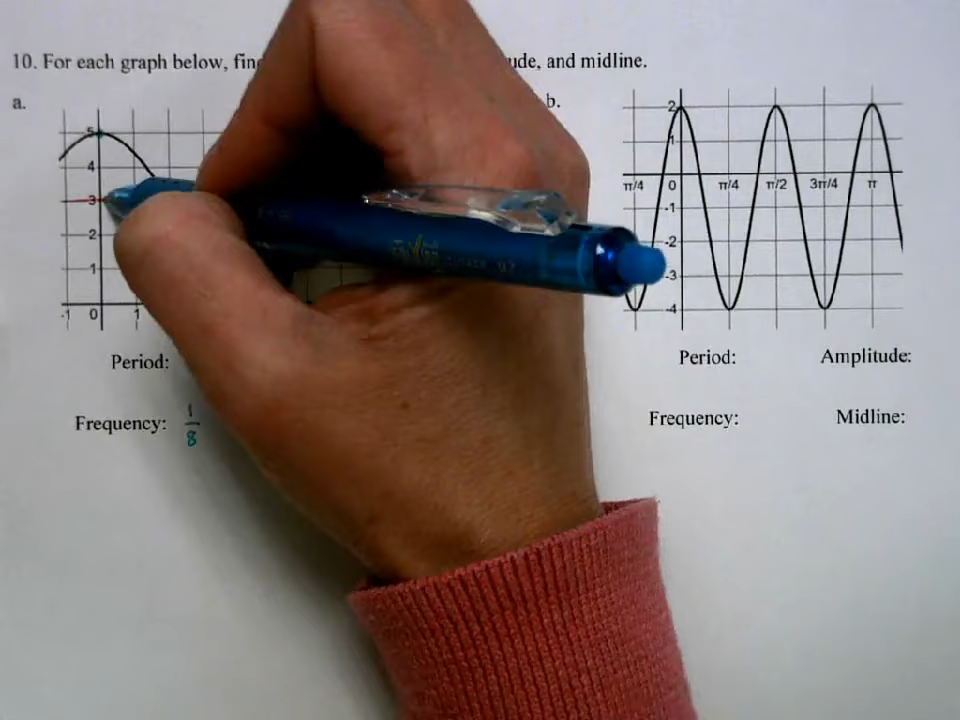 10. For each graph below, fin ude, and midline.
a.
b.
5
4
3
2
1
-1 0 1
2
1
π/4 0 π/4 π/2 3π/4 π
-1
-2
-3
-4
Period:
Frequency: 1/8
Period: Amplitude:
Frequency: Midline: